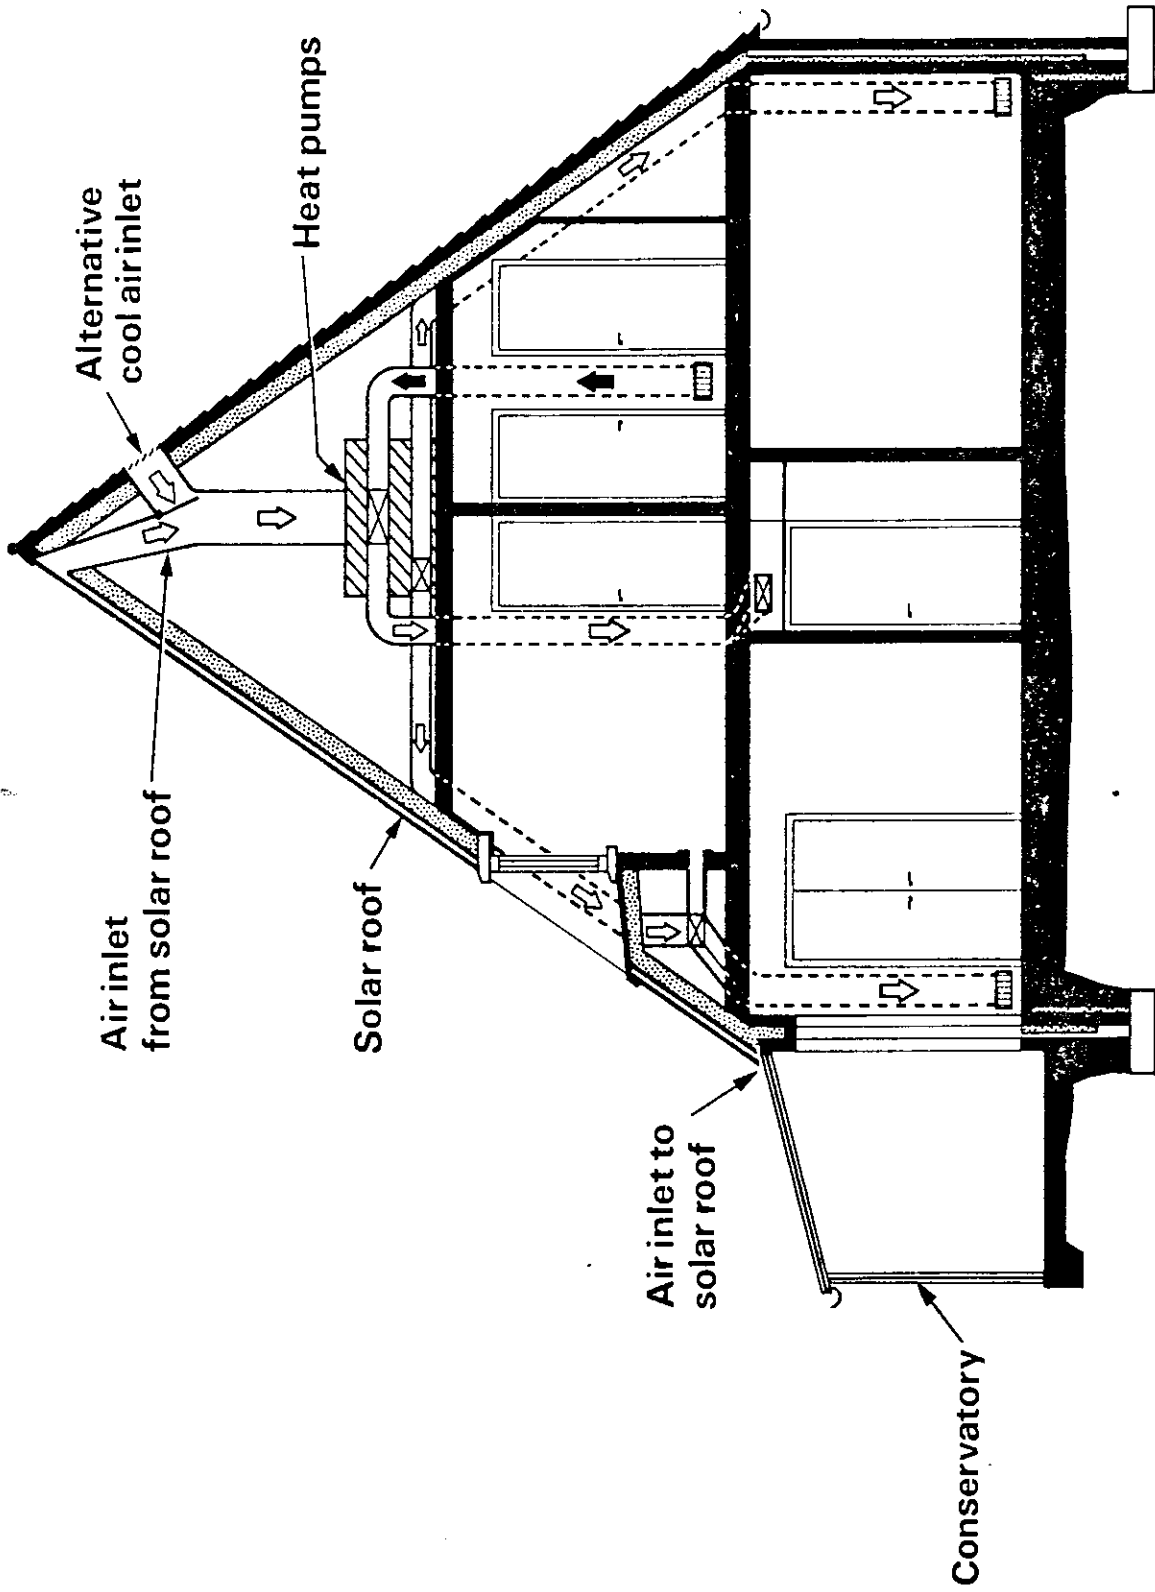 Alternative
cool air inlet
Heat pumps
Air inlet
from solar roof
Solar roof
Air inlet to
solar roof
Conservatory